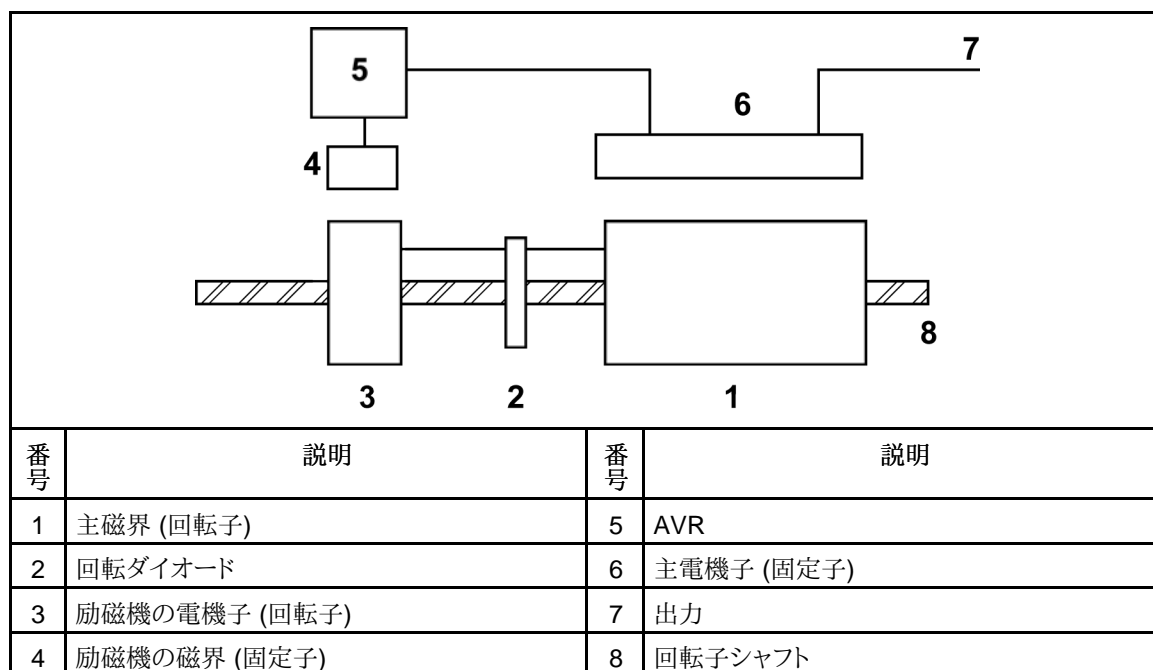 5
7
6
4
8
3
2
1
番号 説明 番号 説明
1 主磁界 (回転子) 5 AVR
2 回転ダイオード 6 主電機子 (固定子)
3 励磁機の電機子 (回転子) 7 出力
4 励磁機の磁界 (固定子) 8 回転子シャフト